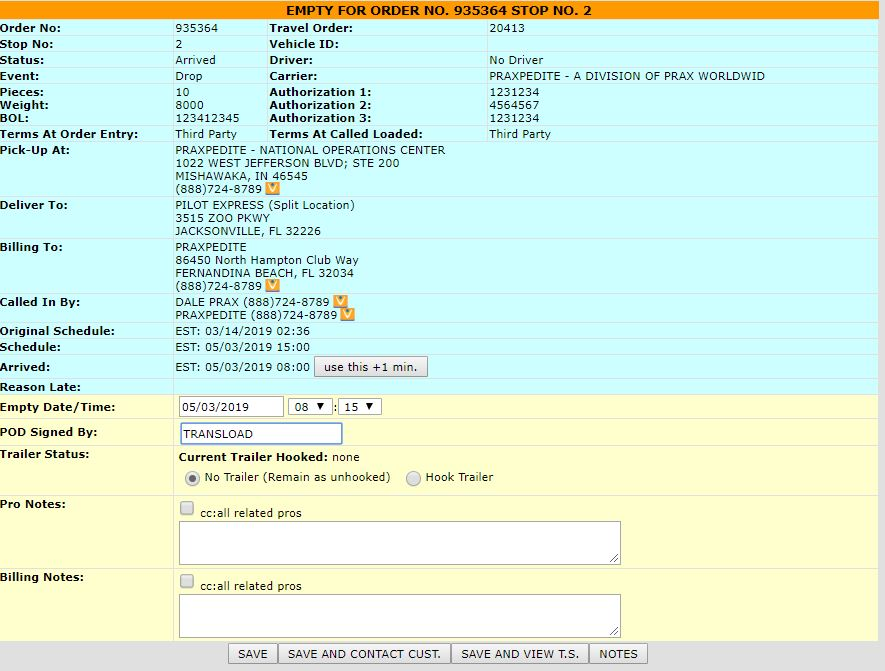 EMPTY FOR ORDER NO. 935364 STOP NO. 2
Order No: 935364 Travel Order: 20413
Stop No: 2 Vehicle ID:
Status: Arrived Driver: No Driver
Event: Drop Carrier: PRAXPEDITE - A DIVISION OF PRAX WORLDWID
Pieces: 10 Authorization 1: 1231234
Weight: 8000 Authorization 2: 4564567
BOL: 123412345 Authorization 3: 1231234
Terms At Order Entry: Third Party Terms At Called Loaded: Third Party
Pick-Up At: PRAXPEDITE - NATIONAL OPERATIONS CENTER
1022 WEST JEFFERSON BLVD; STE 200
MISHAWAKA, IN 46545
(888)724-8789
Deliver To: PILOT EXPRESS (Split Location)
3515 ZOO PKWY
JACKSONVILLE, FL 32226
Billing To: PRAXPEDITE
86450 North Hampton Club Way
FERNANDINA BEACH, FL 32034
(888)724-8789
Called In By: DALE PRAX (888)724-8789
PRAXPEDITE (888)724-8789
Original Schedule: EST: 03/14/2019 02:36
Schedule: EST: 05/03/2019 15:00
Arrived: EST: 05/03/2019 08:00 use this +1 min.
Reason Late:
Empty Date/Time: 05/03/2019 08 : 15
POD Signed By: TRANSLOAD
Trailer Status: Current Trailer Hooked: none
No Trailer (Remain as unhooked) Hook Trailer
Pro Notes: cc:all related pros
Billing Notes: cc:all related pros
SAVE SAVE AND CONTACT CUST. SAVE AND VIEW T.S. NOTES